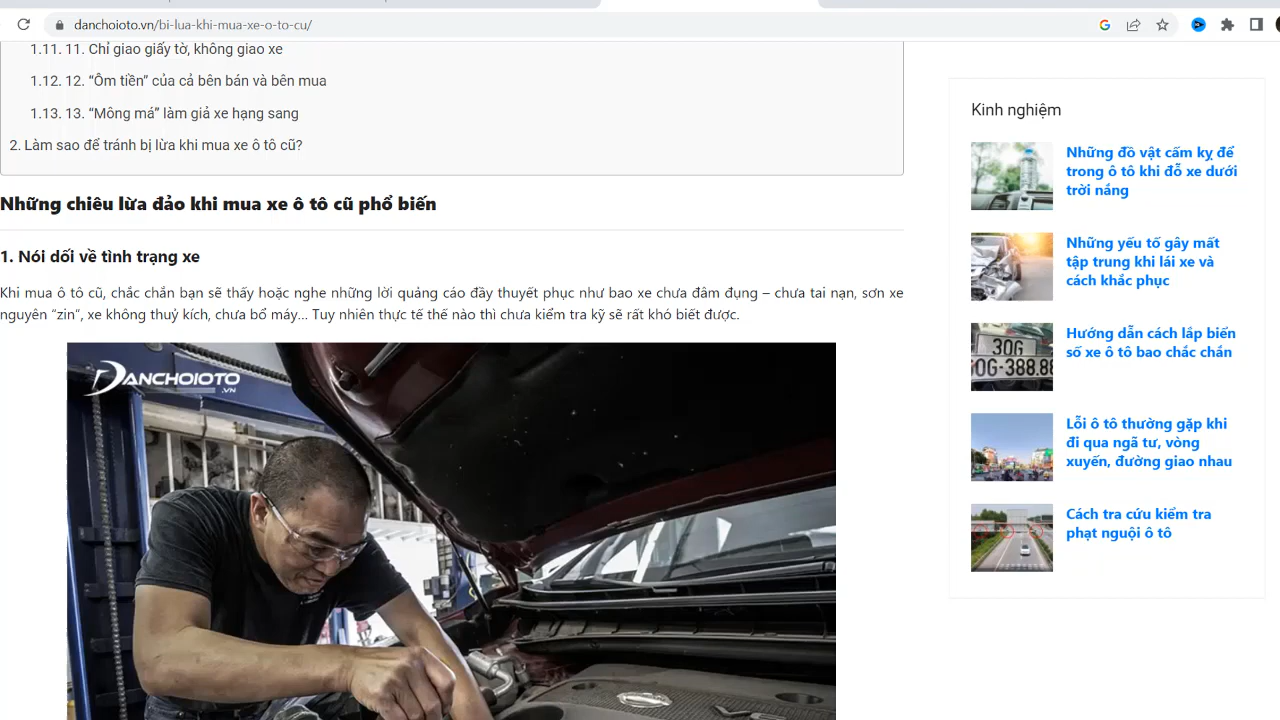 danchoioto.vn/bi-lua-khi-mua-xe-o-to-cu/
1.11. 11. Chỉ giao giấy tờ, không giao xe
1.12. 12. “Ôm tiền” của cả bên bán và bên mua
1.13. 13. “Mông má” làm giả xe hạng sang
2. Làm sao để tránh bị lừa khi mua xe ô tô cũ?
Những chiêu lừa đảo khi mua xe ô tô cũ phổ biến
1. Nói dối về tình trạng xe
Khi mua ô tô cũ, chắc chắn bạn sẽ thấy hoặc nghe những lời quảng cáo đầy thuyết phục như bao xe chưa đâm đụng – chưa tai nạn, sơn xe
nguyên “zin”, xe không thuỷ kích, chưa bổ máy... Tuy nhiên thực tế thế nào thì chưa kiểm tra kỹ sẽ rất khó biết được.
DANCHOIOTO
.VN
Kinh nghiệm
Những đồ vật cấm kỵ để
trong ô tô khi đỗ xe dưới
trời nắng
Những yếu tố gây mất
tập trung khi lái xe và
cách khắc phục
30G
30G-388.88
Hướng dẫn cách lắp biển
số xe ô tô bao chắc chắn
Lỗi ô tô thường gặp khi
đi qua ngã tư, vòng
xuyến, đường giao nhau
Cách tra cứu kiểm tra
phạt nguội ô tô